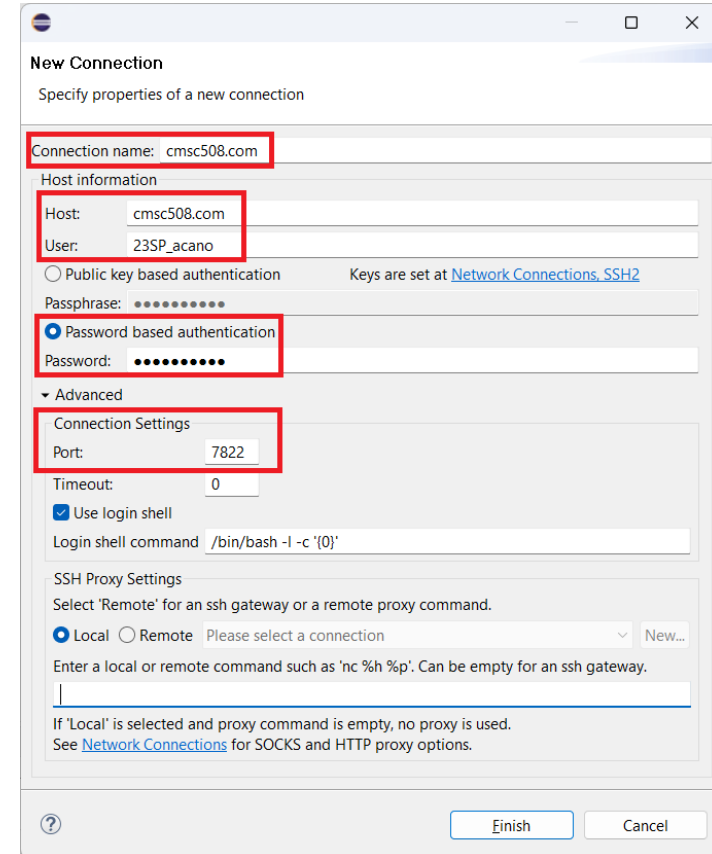 New Connection
Specify properties of a new connection
Connection name: cmsc508.com
Host information
Host: cmsc508.com
User: 23SP_acano
Public key based authentication Keys are set at Network Connections, SSH2
Passphrase: ●●●●●●●●●●
Password based authentication
Password: ●●●●●●●●●●
Advanced
Connection Settings
Port: 7822
Timeout: 0
Use login shell
Login shell command /bin/bash -l -c '{0}'
SSH Proxy Settings
Select 'Remote' for an ssh gateway or a remote proxy command.
Local Remote Please select a connection New...
Enter a local or remote command such as 'nc %h %p'. Can be empty for an ssh gateway.
If 'Local' is selected and proxy command is empty, no proxy is used.
See Network Connections for SOCKS and HTTP proxy options.
? Finish Cancel